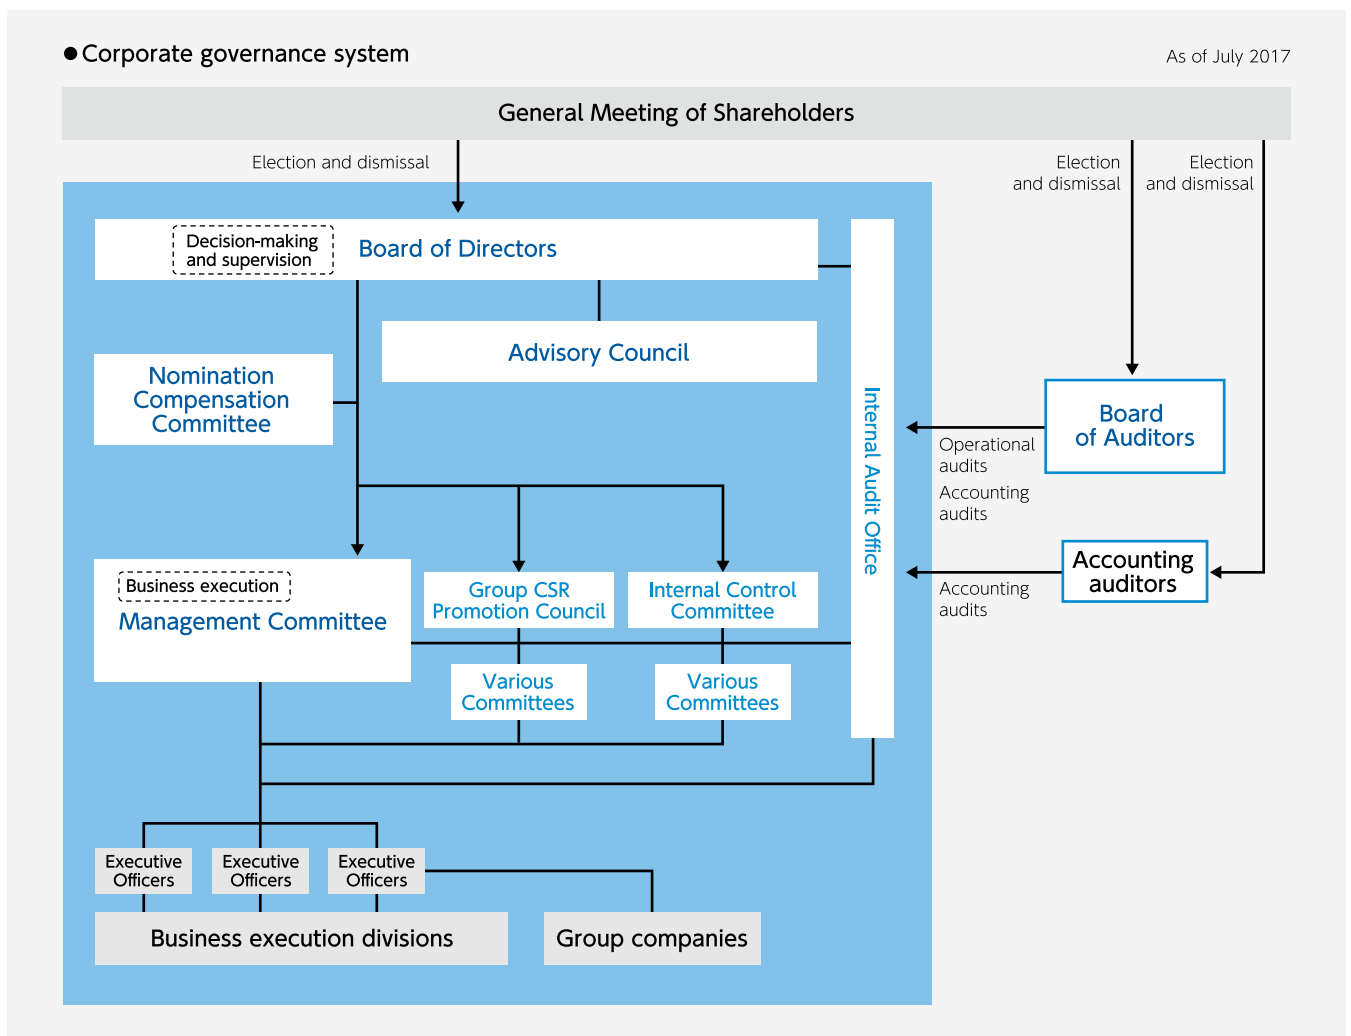 ● Corporate governance system
As of July 2017
General Meeting of Shareholders
Election and dismissal
Election
and dismissal
Election
and dismissal
Decision-making
and supervision
Board of Directors
Advisory Council
Nomination
Compensation
Committee
Internal Audit Office
Board
of Auditors
Operational
audits
Accounting
audits
Accounting
auditors
Accounting
audits
Business execution
Management Committee
Group CSR
Promotion Council
Internal Control
Committee
Various
Committees
Various
Committees
Executive
Officers
Executive
Officers
Executive
Officers
Business execution divisions
Group companies